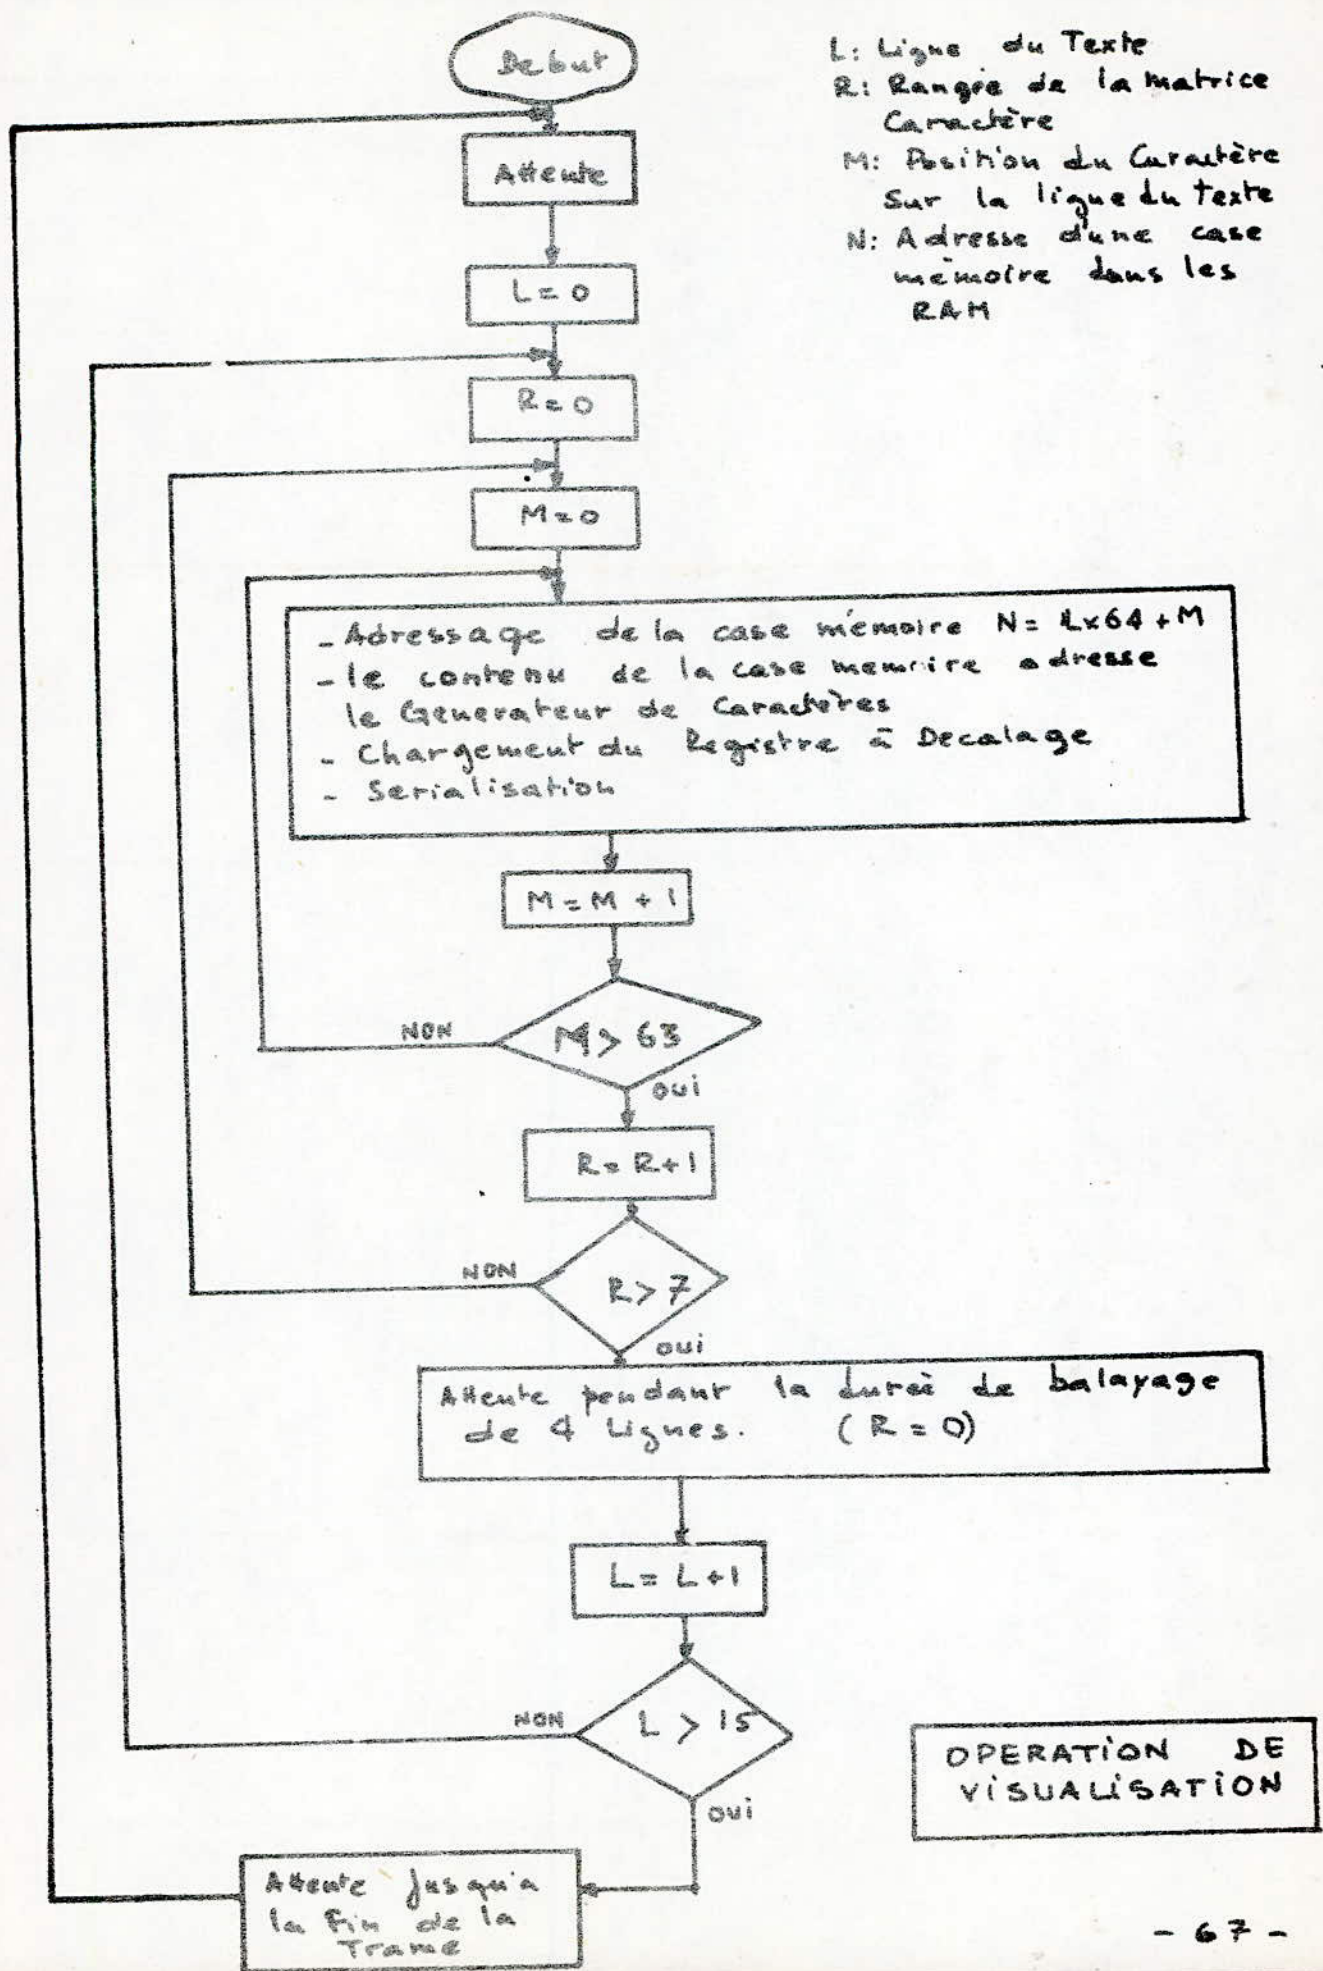 Debut
L: Ligne du Texte
R: Rangée de la matrice
Caractère
M: Position du Caractère
Sur la ligne du texte
N: Adresse d'une case
mémoire dans les
RAM
Attente
L = 0
R = 0
M = 0
- Adressage de la case mémoire N = L x 64 + M
- le contenu de la case memoire adresse
le Generateur de Caractères
- Chargement du Registre à Decalage
- Serialisation
M = M + 1
M > 63
NON
oui
R = R + 1
R > 7
NON
oui
Attente pendant la durée de balayage
de 4 Lignes. (R = 0)
L = L + 1
L > 15
NON
oui
OPERATION DE
VISUALISATION
Attente jusqu'a
la Fin de la
Trame
- 67 -